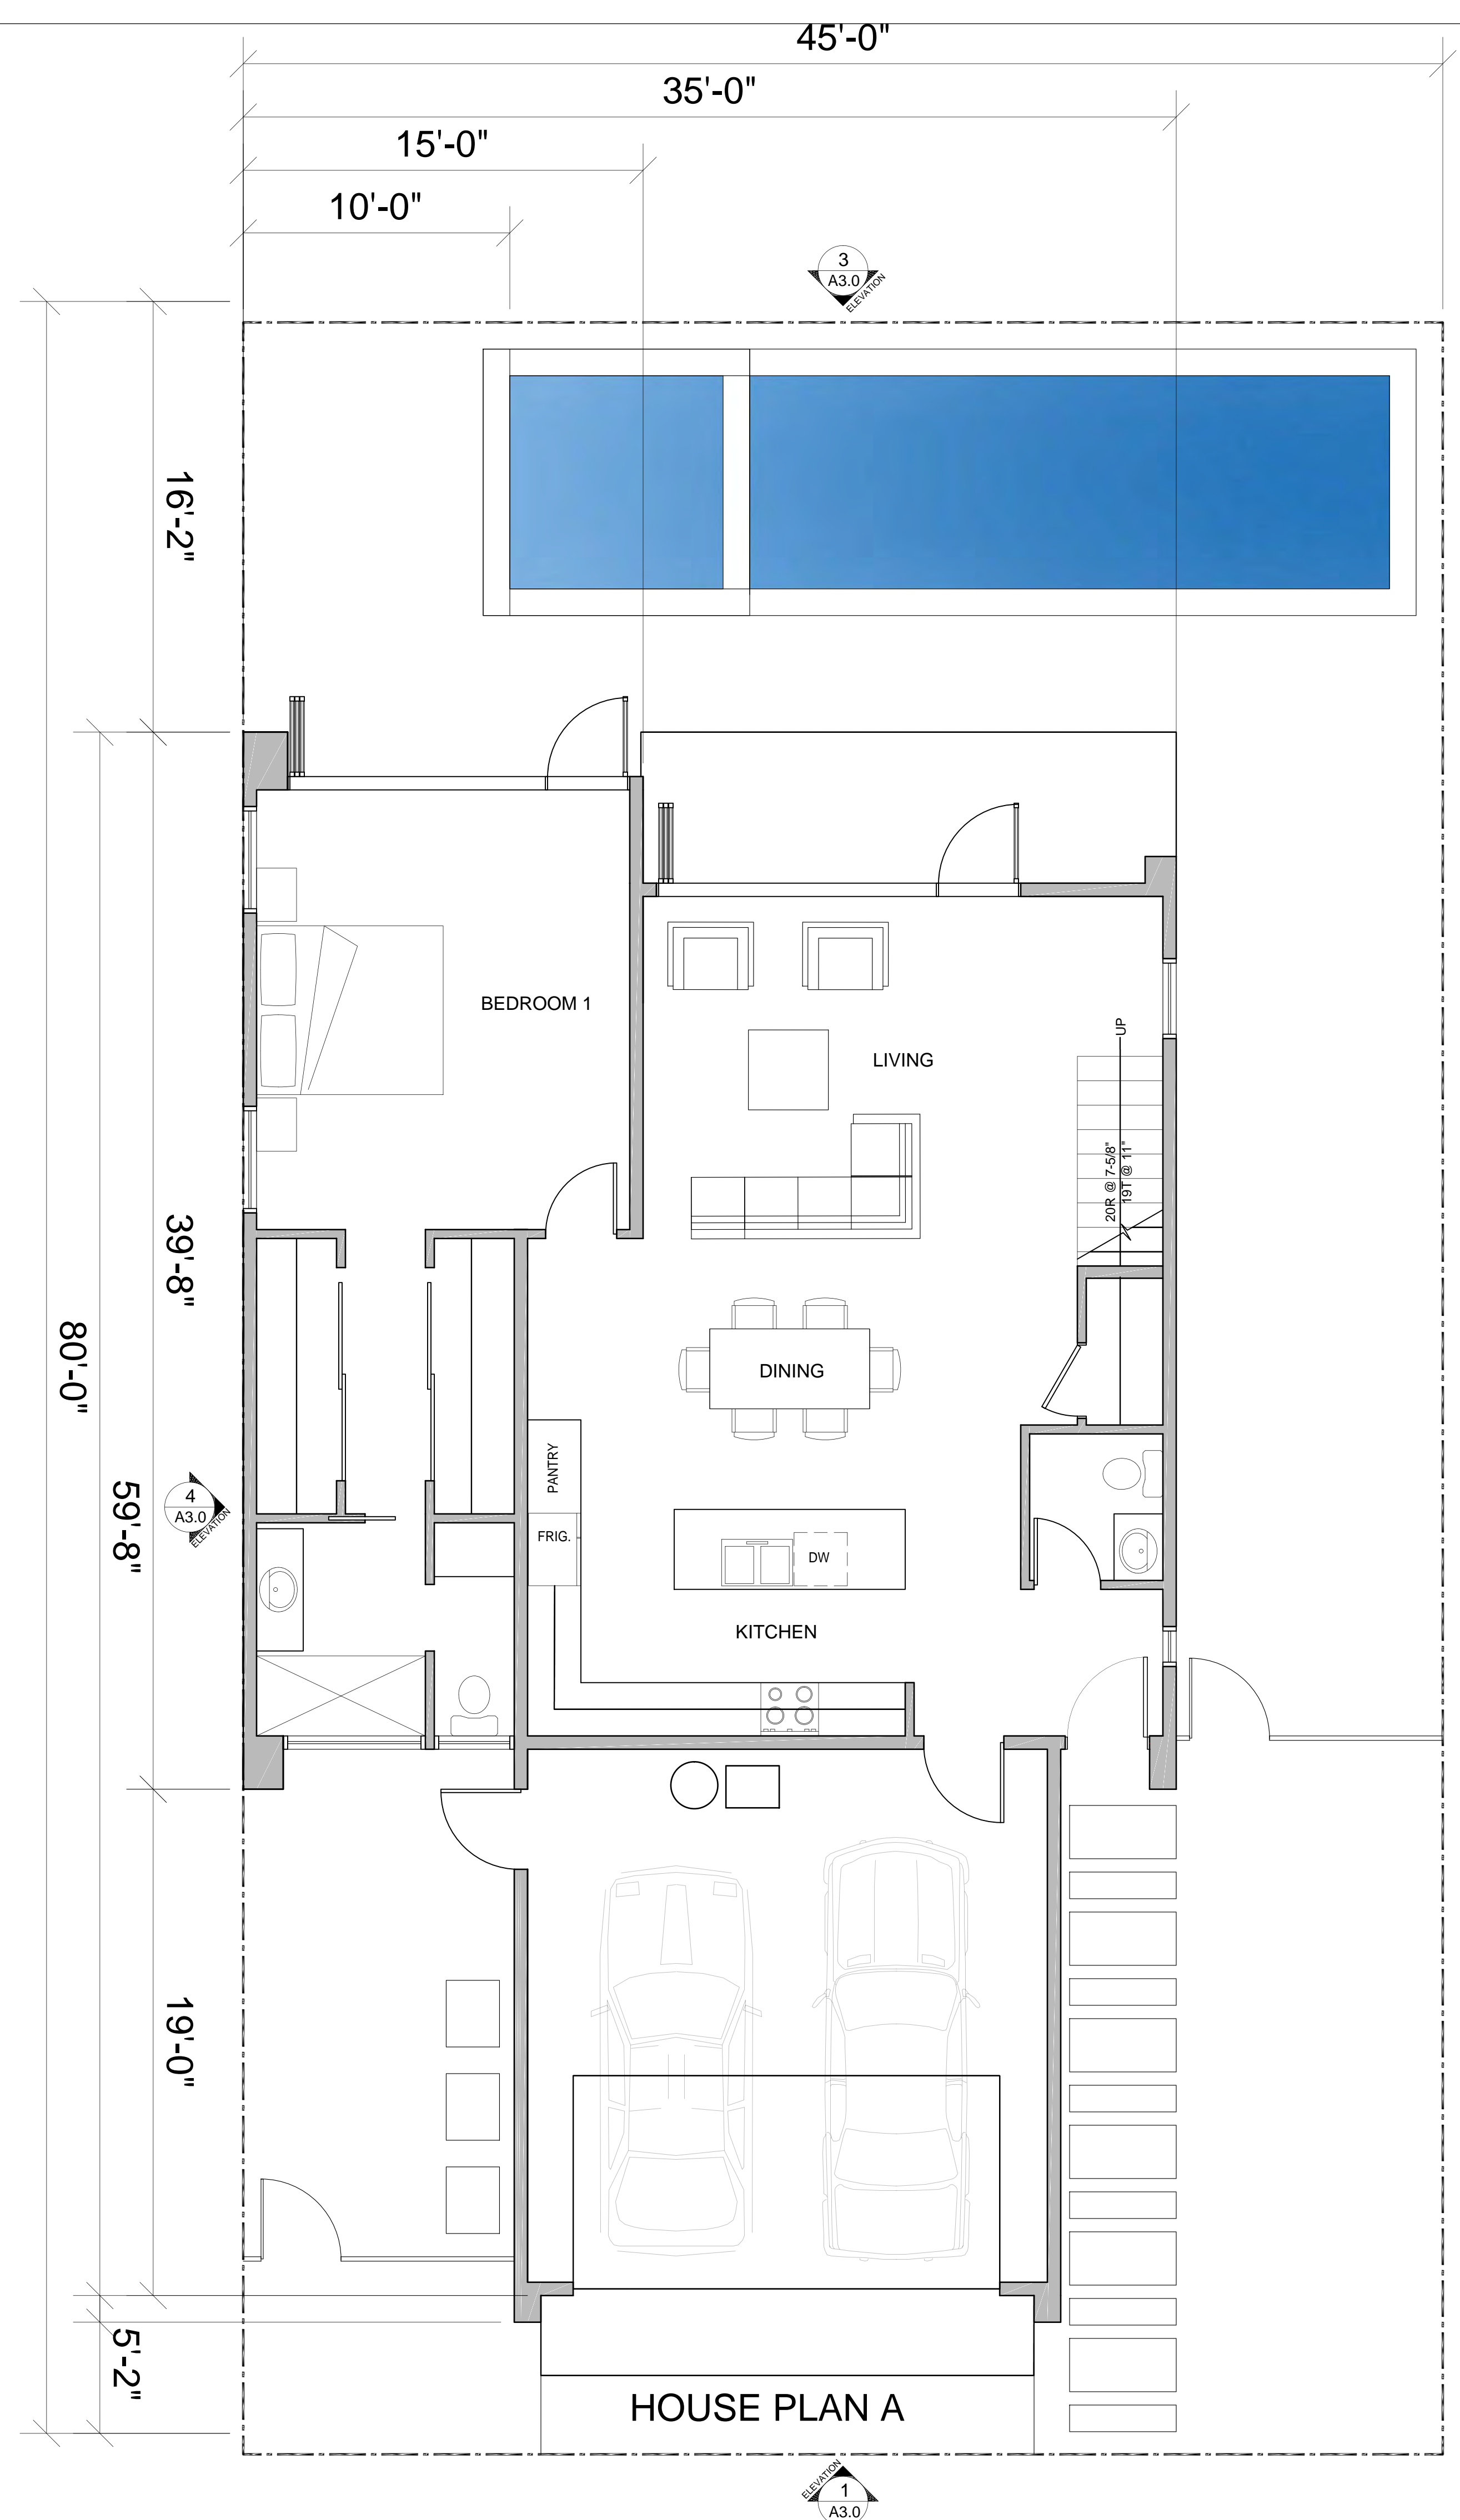 45'-0"
35'-0"
15'-0"
10'-0"
3
A3.0
ELEVATION
16'-2"
BEDROOM 1
LIVING
UP
20R @ 7-5/8"
19T @ 11"
39'-8"
80'-0"
DINING
PANTRY
59'-8"
4
A3.0
ELEVATION
FRIG.
DW
KITCHEN
19'-0"
5'-2"
HOUSE PLAN A
ELEVATION
1
A3.0